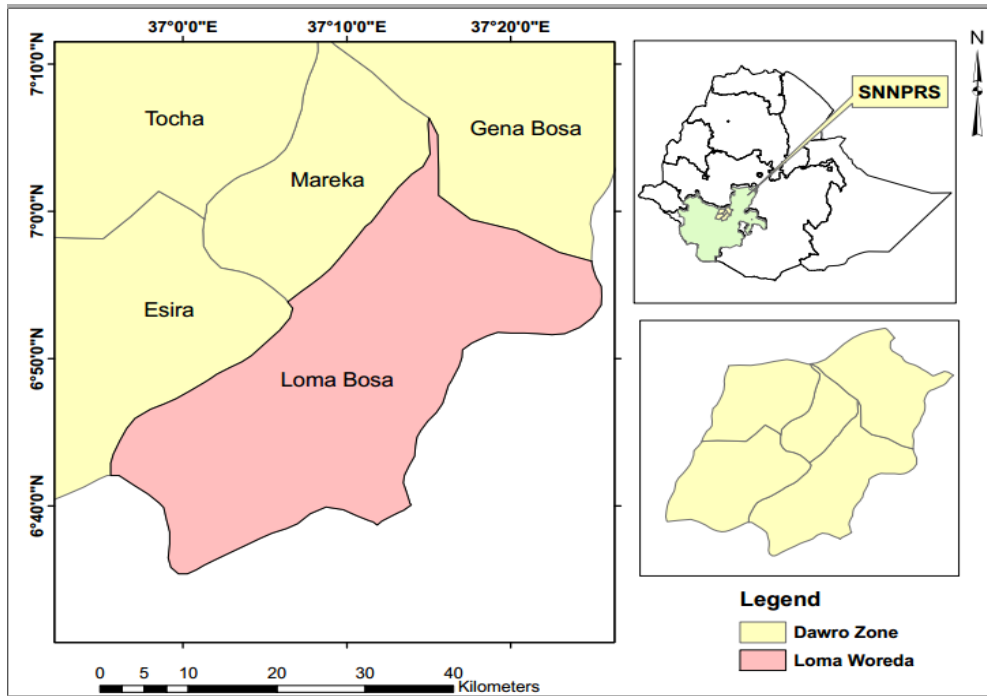 37°0'0"E 37°10'0"E 37°20'0"E
7°10'0"N
7°0'0"N
6°50'0"N
6°40'0"N
Tocha
Gena Bosa
Mareka
Esira
Loma Bosa
0 5 10 20 30 40
Kilometers
N
SNNPRS
Legend
Dawro Zone
Loma Woreda